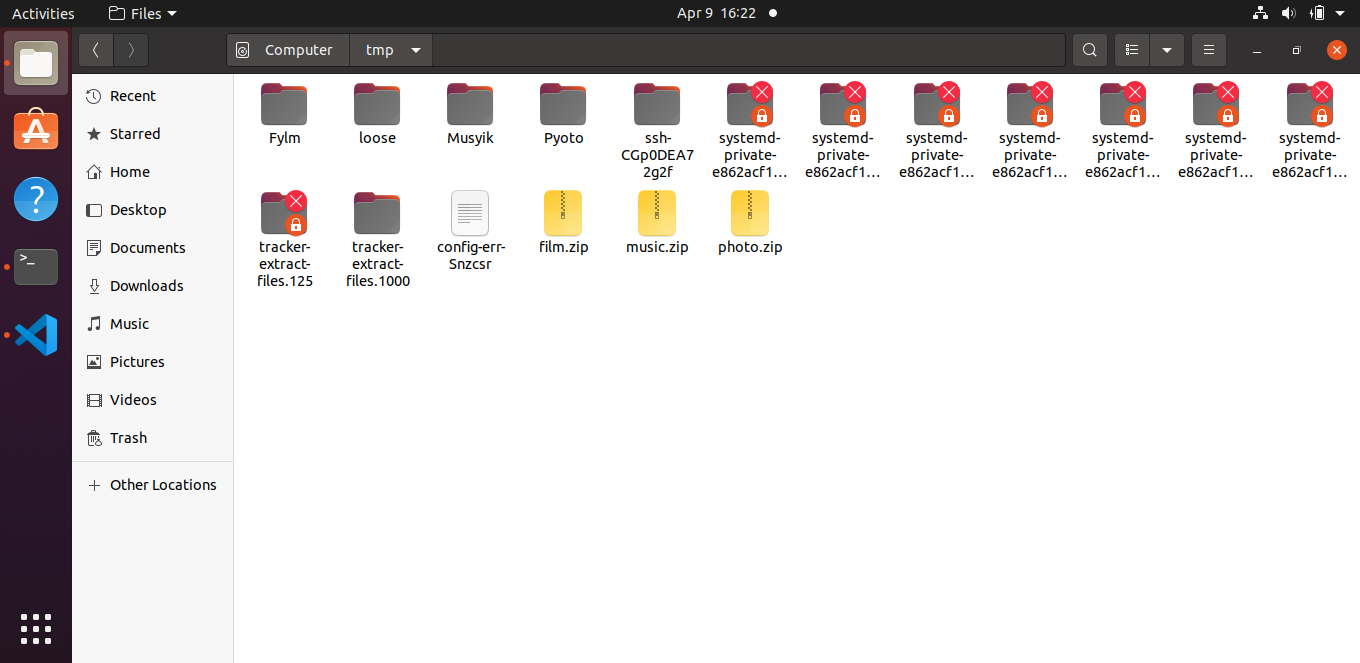 Activities
Files
Apr 9 16:22
Computer
tmp
Recent
Starred
Home
Desktop
Documents
Downloads
Music
Pictures
Videos
Trash
Other Locations
Fylm
loose
Musyik
Pyoto
ssh-
CGp0DEA7
2g2f
systemd-
private-
e862acf1...
systemd-
private-
e862acf1...
systemd-
private-
e862acf1...
systemd-
private-
e862acf1...
systemd-
private-
e862acf1...
systemd-
private-
e862acf1...
systemd-
private-
e862acf1...
tracker-
extract-
files.125
tracker-
extract-
files.1000
config-err-
Snzcsr
film.zip
music.zip
photo.zip